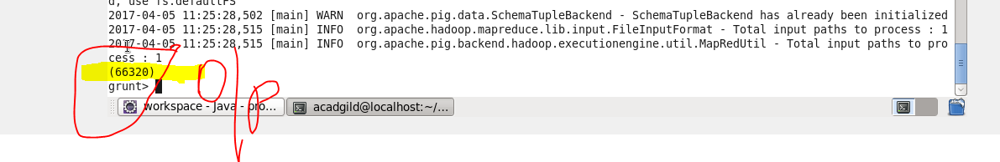 d, use fs.defaultFS
2017-04-05 11:25:28,502 [main] WARN  org.apache.pig.data.SchemaTupleBackend - SchemaTupleBackend has already been initialized
2017-04-05 11:25:28,515 [main] INFO  org.apache.hadoop.mapreduce.lib.input.FileInputFormat - Total input paths to process : 1
2017-04-05 11:25:28,515 [main] INFO  org.apache.pig.backend.hadoop.executionengine.util.MapRedUtil - Total input paths to pro
cess : 1
(66320)
grunt>
o/p
workspace - Java - pro... acadgild@localhost:~/...